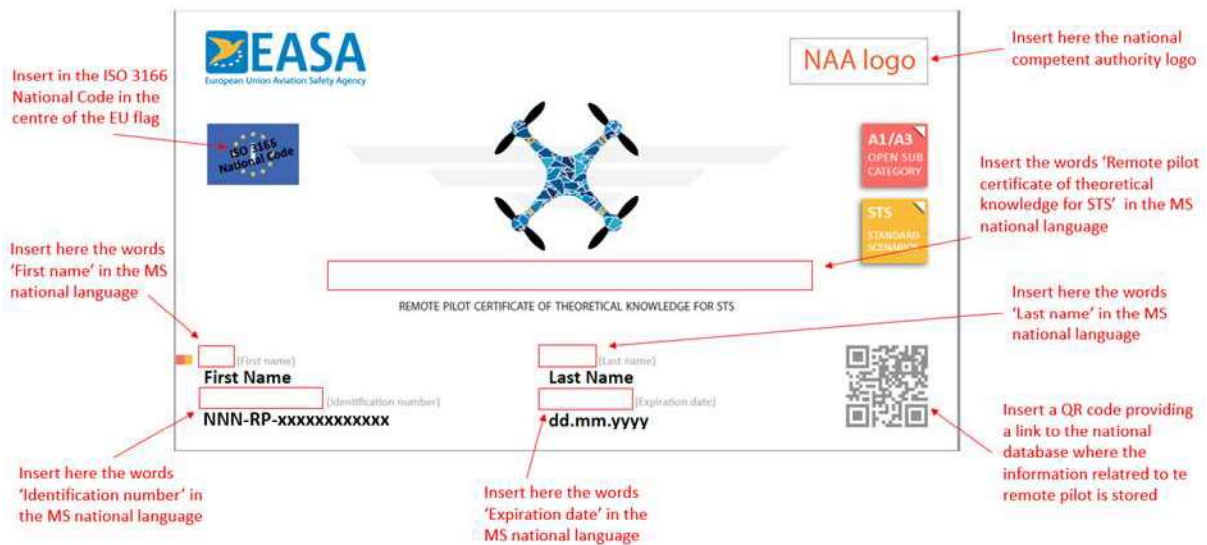 EASA
European Union Aviation Safety Agency
NAA logo
Insert here the national
competent authority logo
Insert in the ISO 3166
National Code in the
centre of the EU flag
ISO 3166
National Code
A1/A3
OPEN SUB
CATEGORY
STS
STANDARD
SCENARIOS
Insert the words ‘Remote pilot
certificate of theoretical
knowledge for STS’ in the MS
national language
Insert here the words
‘First name’ in the MS
national language
REMOTE PILOT CERTIFICATE OF THEORETICAL KNOWLEDGE FOR STS
Insert here the words
‘Last name’ in the MS
national language
(First name)
First Name
(Last name)
Last Name
(Identification number)
NNN-RP-xxxxxxxxxxxx
(Expiration date)
dd.mm.yyyy
Insert a QR code providing
a link to the national
database where the
information relatred to te
remote pilot is stored
Insert here the words
‘Identification number’ in
the MS national language
Insert here the words
‘Expiration date’ in the
MS national language